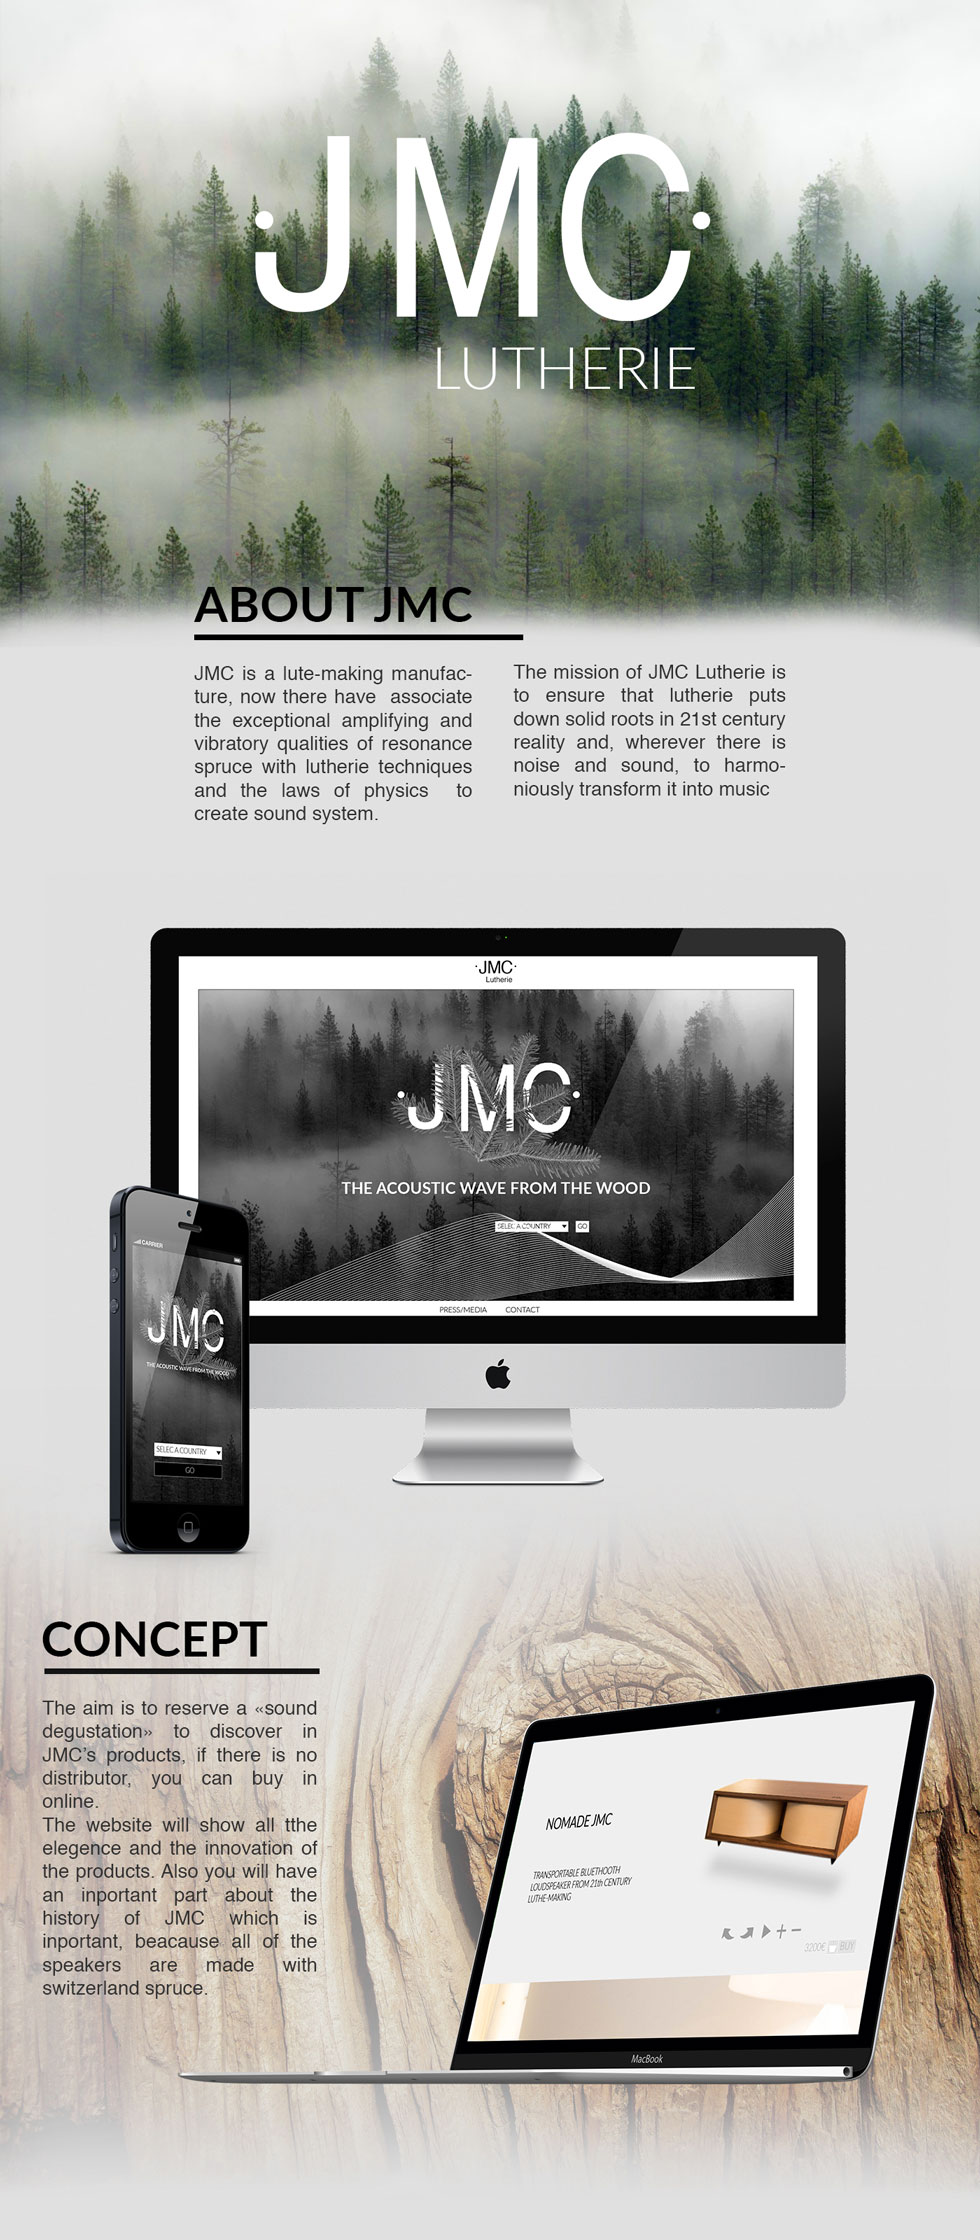 JMC
LUTHERIE
ABOUT JMC
JMC is a lute-making manufac-
ture, now there have associate
the exceptional amplifying and
vibratory qualities of resonance
spruce with lutherie techniques
and the laws of physics to
create sound system.
The mission of JMC Lutherie is
to ensure that lutherie puts
down solid roots in 21st century
reality and, wherever there is
noise and sound, to harmo-
niously transform it into music
·JMC·
Lutherie
·JMC·
THE ACOUSTIC WAVE FROM THE WOOD
SELEC A COUNTRY GO
PRESS/MEDIA CONTACT
CARRIER
JMC
THE ACOUSTIC WAVE FROM THE WOOD
SELEC A COUNTRY
GO
CONCEPT
The aim is to reserve a «sound
degustation» to discover in
JMC's products, if there is no
distributor, you can buy in
online.
The website will show all tthe
elegence and the innovation of
the products. Also you will have
an inportant part about the
history of JMC which is
inportant, beacause all of the
speakers are made with
switzerland spruce.
NOMADE JMC
TRANSPORTABLE BLUETHOOTH
LOUDSPEAKER FROM 21th CENTURY
LUTHE-MAKING
3200€ BUY
MacBook